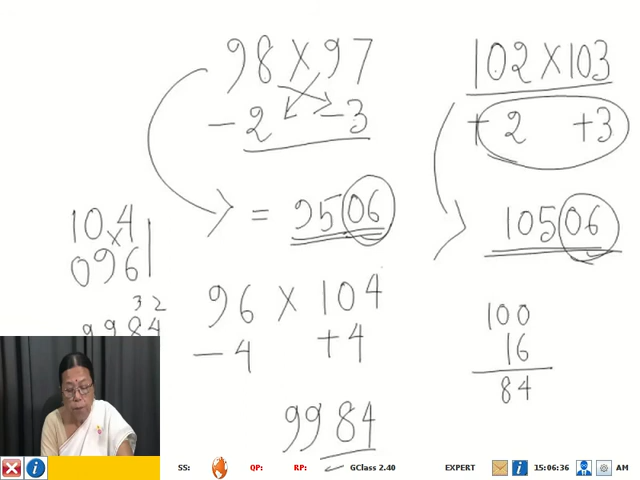 98 × 97
- 2 - 3
= 9506
102 × 103
+ 2 + 3
10506
104
×
0961
32
9984
96 × 104
- 4 + 4
9984
100
16
84
SS: QP: RP: GClass 2.40 EXPERT 15:06:36 AM